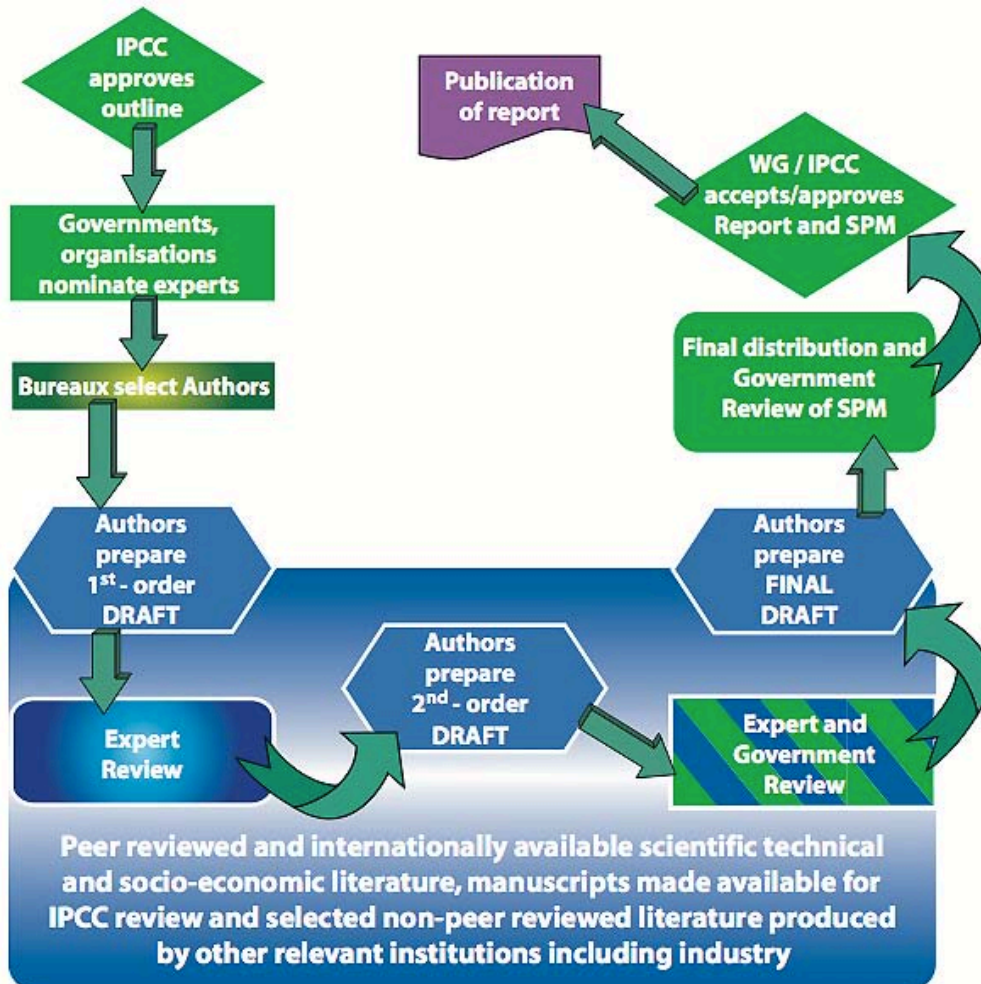 IPCC
approves
outline
Governments,
organisations
nominate experts
Bureaux select Authors
Authors
prepare
1st - order
DRAFT
Expert
Review
Authors
prepare
2nd - order
DRAFT
Expert and
Government
Review
Authors
prepare
FINAL
DRAFT
Final distribution and
Government
Review of SPM
WG / IPCC
accepts/approves
Report and SPM
Publication
of report
Peer reviewed and internationally available scientific technical
and socio-economic literature, manuscripts made available for
IPCC review and selected non-peer reviewed literature produced
by other relevant institutions including industry